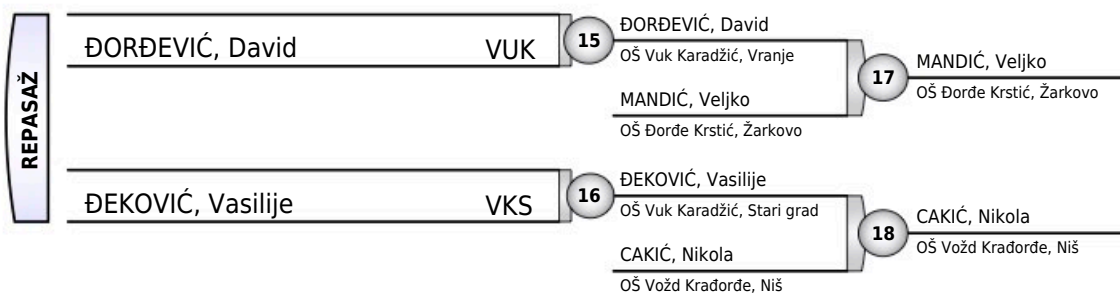 REPASAŽ
ĐORĐEVIĆ, David VUK
15
ĐORĐEVIĆ, David
OŠ Vuk Karadžić, Vranje
MANDIĆ, Veljko
OŠ Đorđe Krstić, Žarkovo
17
MANDIĆ, Veljko
OŠ Đorđe Krstić, Žarkovo
ĐEKOVIĆ, Vasilije VKS
16
ĐEKOVIĆ, Vasilije
OŠ Vuk Karadžić, Stari grad
CAKIĆ, Nikola
OŠ Vožd Krađorđe, Niš
18
CAKIĆ, Nikola
OŠ Vožd Krađorđe, Niš